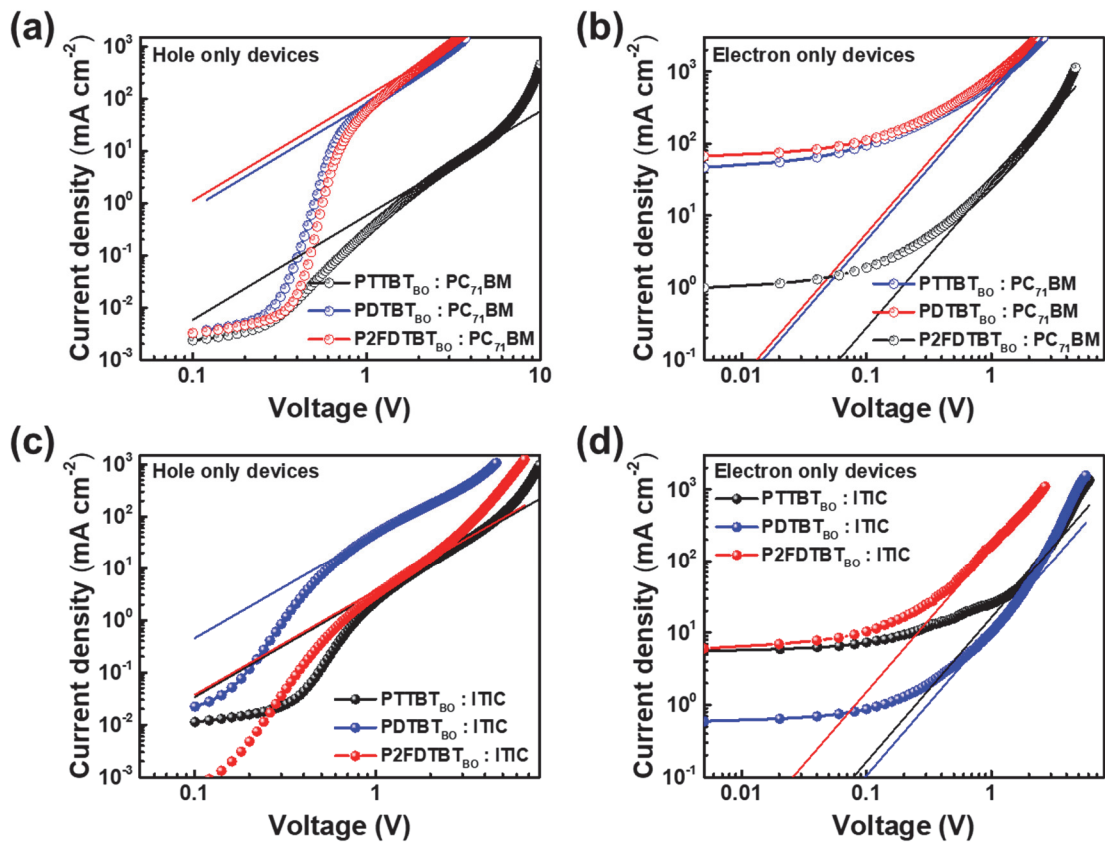 (a)
Hole only devices
10³
10²
10¹
10⁰
10⁻¹
10⁻²
10⁻³
Current density (mA cm⁻²)
PTTBT_BO : PC₇₁BM
PDTBT_BO : PC₇₁BM
P2FDTBT_BO : PC₇₁BM
0.1 1 10
Voltage (V)
(b)
Electron only devices
10³
10²
10¹
10⁰
10⁻¹
Current density (mA cm⁻²)
PTTBT_BO : PC₇₁BM
PDTBT_BO : PC₇₁BM
P2FDTBT_BO : PC₇₁BM
0.01 0.1 1
Voltage (V)
(c)
Hole only devices
10³
10²
10¹
10⁰
10⁻¹
10⁻²
10⁻³
Current density (mA cm⁻²)
PTTBT_BO : ITIC
PDTBT_BO : ITIC
P2FDTBT_BO : ITIC
0.1 1
Voltage (V)
(d)
Electron only devices
10³
10²
10¹
10⁰
10⁻¹
Current density (mA cm⁻²)
PTTBT_BO : ITIC
PDTBT_BO : ITIC
P2FDTBT_BO : ITIC
0.01 0.1 1
Voltage (V)